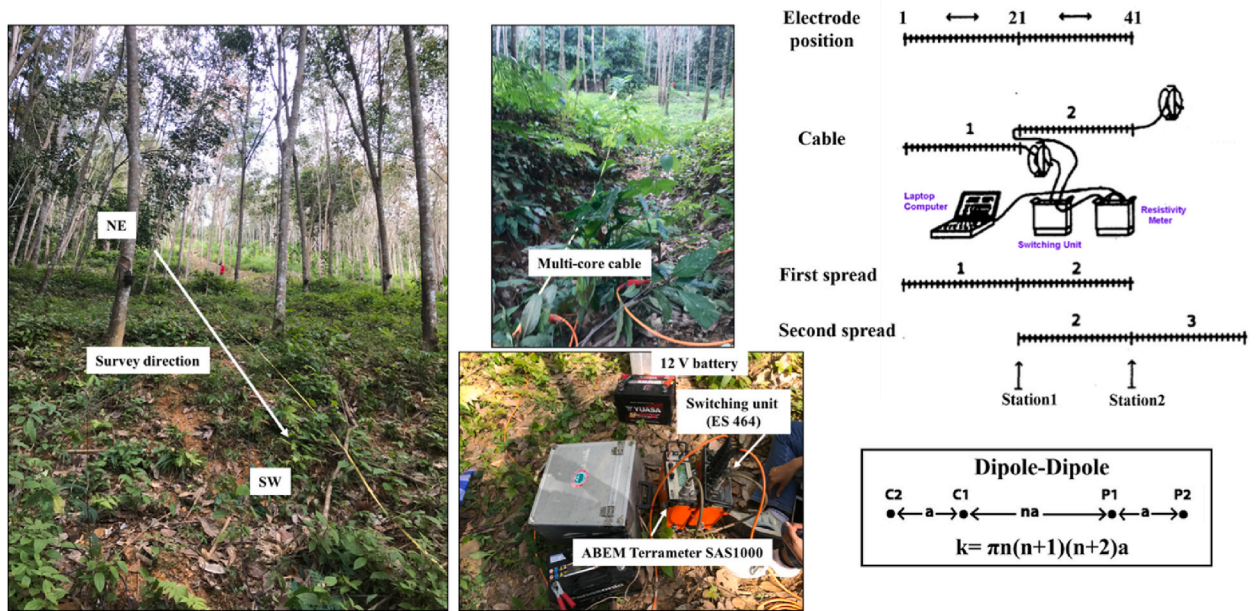 NE
Survey direction
SW
Multi-core cable
12 V battery
YUASA
Switching unit
(ES 464)
ABEM Terrameter SAS1000
Electrode
position
1 21 41
Cable
1
2
Laptop
Computer
Switching Unit
Resistivity
Meter
First spread
1 2
Second spread
2 3
Station1 Station2
Dipole-Dipole
C2 C1 P1 P2
a na a
k= πn(n+1)(n+2)a